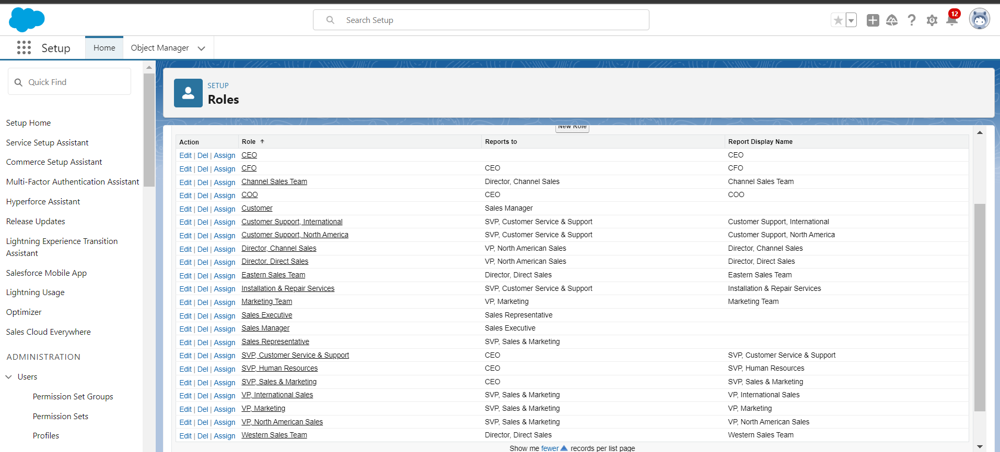 Search Setup
12
Setup
Home
Object Manager
Quick Find
Setup Home
Service Setup Assistant
Commerce Setup Assistant
Multi-Factor Authentication Assistant
Hyperforce Assistant
Release Updates
Lightning Experience Transition
Assistant
Salesforce Mobile App
Lightning Usage
Optimizer
Sales Cloud Everywhere
ADMINISTRATION
Users
Permission Set Groups
Permission Sets
Profiles
SETUP
Roles
New Role
Action Role Reports to Report Display Name
Edit | Del | Assign CEO CEO
Edit | Del | Assign CFO CEO CFO
Edit | Del | Assign Channel Sales Team Director, Channel Sales Channel Sales Team
Edit | Del | Assign COO CEO COO
Edit | Del | Assign Customer Sales Manager
Edit | Del | Assign Customer Support, International SVP, Customer Service & Support Customer Support, International
Edit | Del | Assign Customer Support, North America SVP, Customer Service & Support Customer Support, North America
Edit | Del | Assign Director, Channel Sales VP, North American Sales Director, Channel Sales
Edit | Del | Assign Director, Direct Sales VP, North American Sales Director, Direct Sales
Edit | Del | Assign Eastern Sales Team Director, Direct Sales Eastern Sales Team
Edit | Del | Assign Installation & Repair Services SVP, Customer Service & Support Installation & Repair Services
Edit | Del | Assign Marketing Team VP, Marketing Marketing Team
Edit | Del | Assign Sales Executive Sales Representative
Edit | Del | Assign Sales Manager Sales Executive
Edit | Del | Assign Sales Representative SVP, Sales & Marketing
Edit | Del | Assign SVP, Customer Service & Support CEO SVP, Customer Service & Support
Edit | Del | Assign SVP, Human Resources CEO SVP, Human Resources
Edit | Del | Assign SVP, Sales & Marketing CEO SVP, Sales & Marketing
Edit | Del | Assign VP, International Sales SVP, Sales & Marketing VP, International Sales
Edit | Del | Assign VP, Marketing SVP, Sales & Marketing VP, Marketing
Edit | Del | Assign VP, North American Sales SVP, Sales & Marketing VP, North American Sales
Edit | Del | Assign Western Sales Team Director, Direct Sales Western Sales Team
Show me fewer records per list page